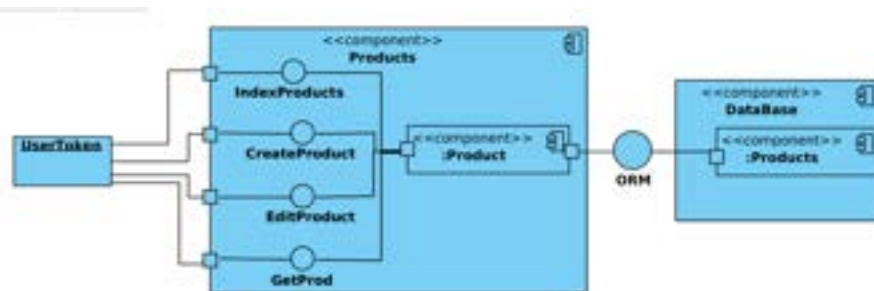 <<component>>
Products
IndexProducts
UserToken
CreateProduct
EditProduct
GetProd
<<component>>
:Product
ORM
<<component>>
DataBase
<<component>>
:Products